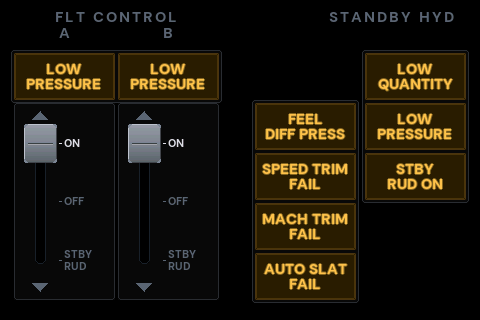 FLT CONTROL
A
B
STANDBY HYD
LOW
PRESSURE
LOW
PRESSURE
-ON
-OFF
-STBY
RUD
-ON
-OFF
-STBY
RUD
FEEL
DIFF PRESS
SPEED TRIM
FAIL
MACH TRIM
FAIL
AUTO SLAT
FAIL
LOW
QUANTITY
LOW
PRESSURE
STBY
RUD ON